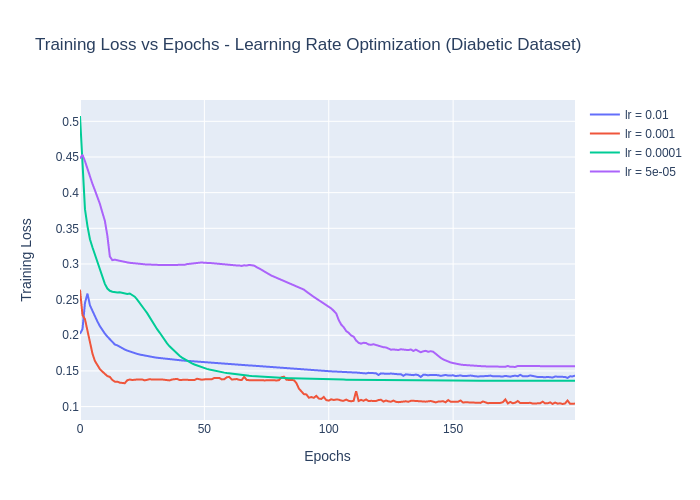 Training Loss vs Epochs - Learning Rate Optimization (Diabetic Dataset)
lr = 0.01
lr = 0.001
lr = 0.0001
lr = 5e-05
0.5
0.45
0.4
0.35
0.3
0.25
0.2
0.15
0.1
Training Loss
0 50 100 150
Epochs